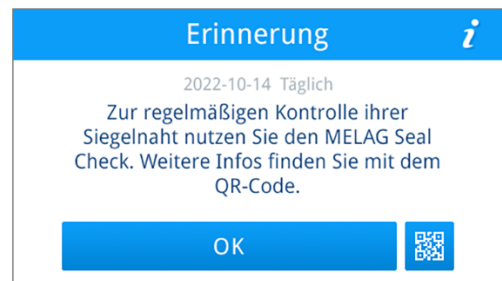 Erinnerung i
2022-10-14 Täglich
Zur regelmäßigen Kontrolle ihrer
Siegelnaht nutzen Sie den MELAG Seal
Check. Weitere Infos finden Sie mit dem
QR-Code.
OK